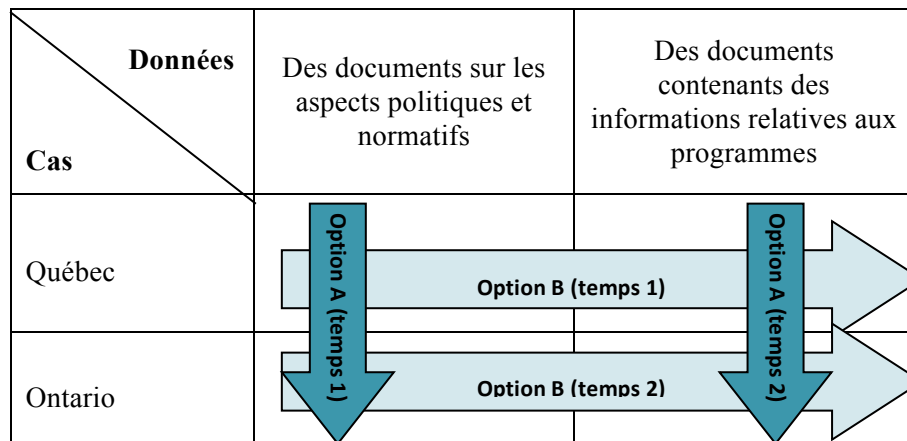 Données
Cas
Des documents sur les
aspects politiques et
normatifs
Des documents
contenants des
informations relatives aux
programmes
Québec
Option A (temps 1)
Option B (temps 1)
Option A (temps 2)
Ontario
Option B (temps 2)